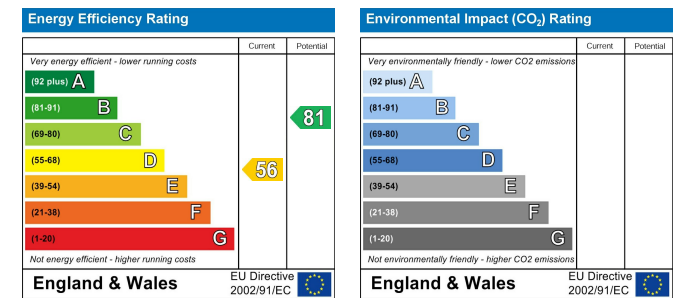 Energy Efficiency Rating
Current Potential
Very energy efficient - lower running costs
(92 plus) A
(81-91) B
(69-80) C
(55-68) D
(39-54) E
(21-38) F
(1-20) G
81
56
Not energy efficient - higher running costs
England & Wales
EU Directive
2002/91/EC
Environmental Impact (CO₂) Rating
Current Potential
Very environmentally friendly - lower CO2 emissions
(92 plus) A
(81-91) B
(69-80) C
(55-68) D
(39-54) E
(21-38) F
(1-20) G
Not environmentally friendly - higher CO2 emissions
England & Wales
EU Directive
2002/91/EC